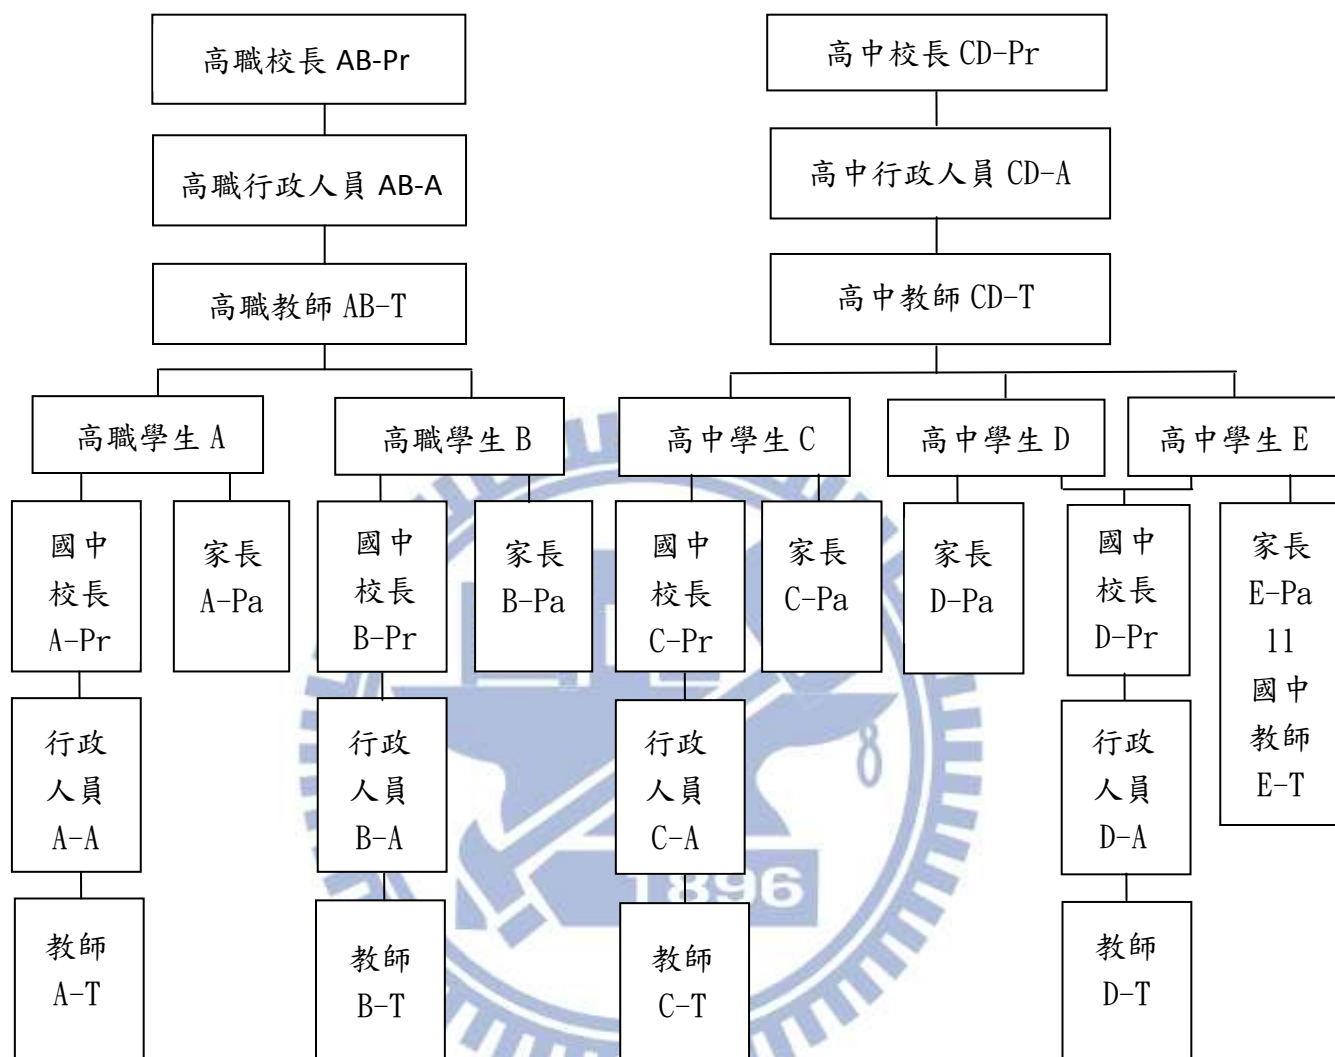 高職校長 AB-Pr
高中校長 CD-Pr
高職行政人員 AB-A
高中行政人員 CD-A
高職教師 AB-T
高中教師 CD-T
高職學生 A
高職學生 B
高中學生 C
高中學生 D
高中學生 E
國中
校長
A-Pr
家長
A-Pa
國中
校長
B-Pr
家長
B-Pa
國中
校長
C-Pr
家長
C-Pa
家長
D-Pa
國中
校長
D-Pr
家長
E-Pa
ll
國中
教師
E-T
行政
人員
A-A
行政
人員
B-A
行政
人員
C-A
行政
人員
D-A
教師
A-T
教師
B-T
教師
C-T
教師
D-T
1896